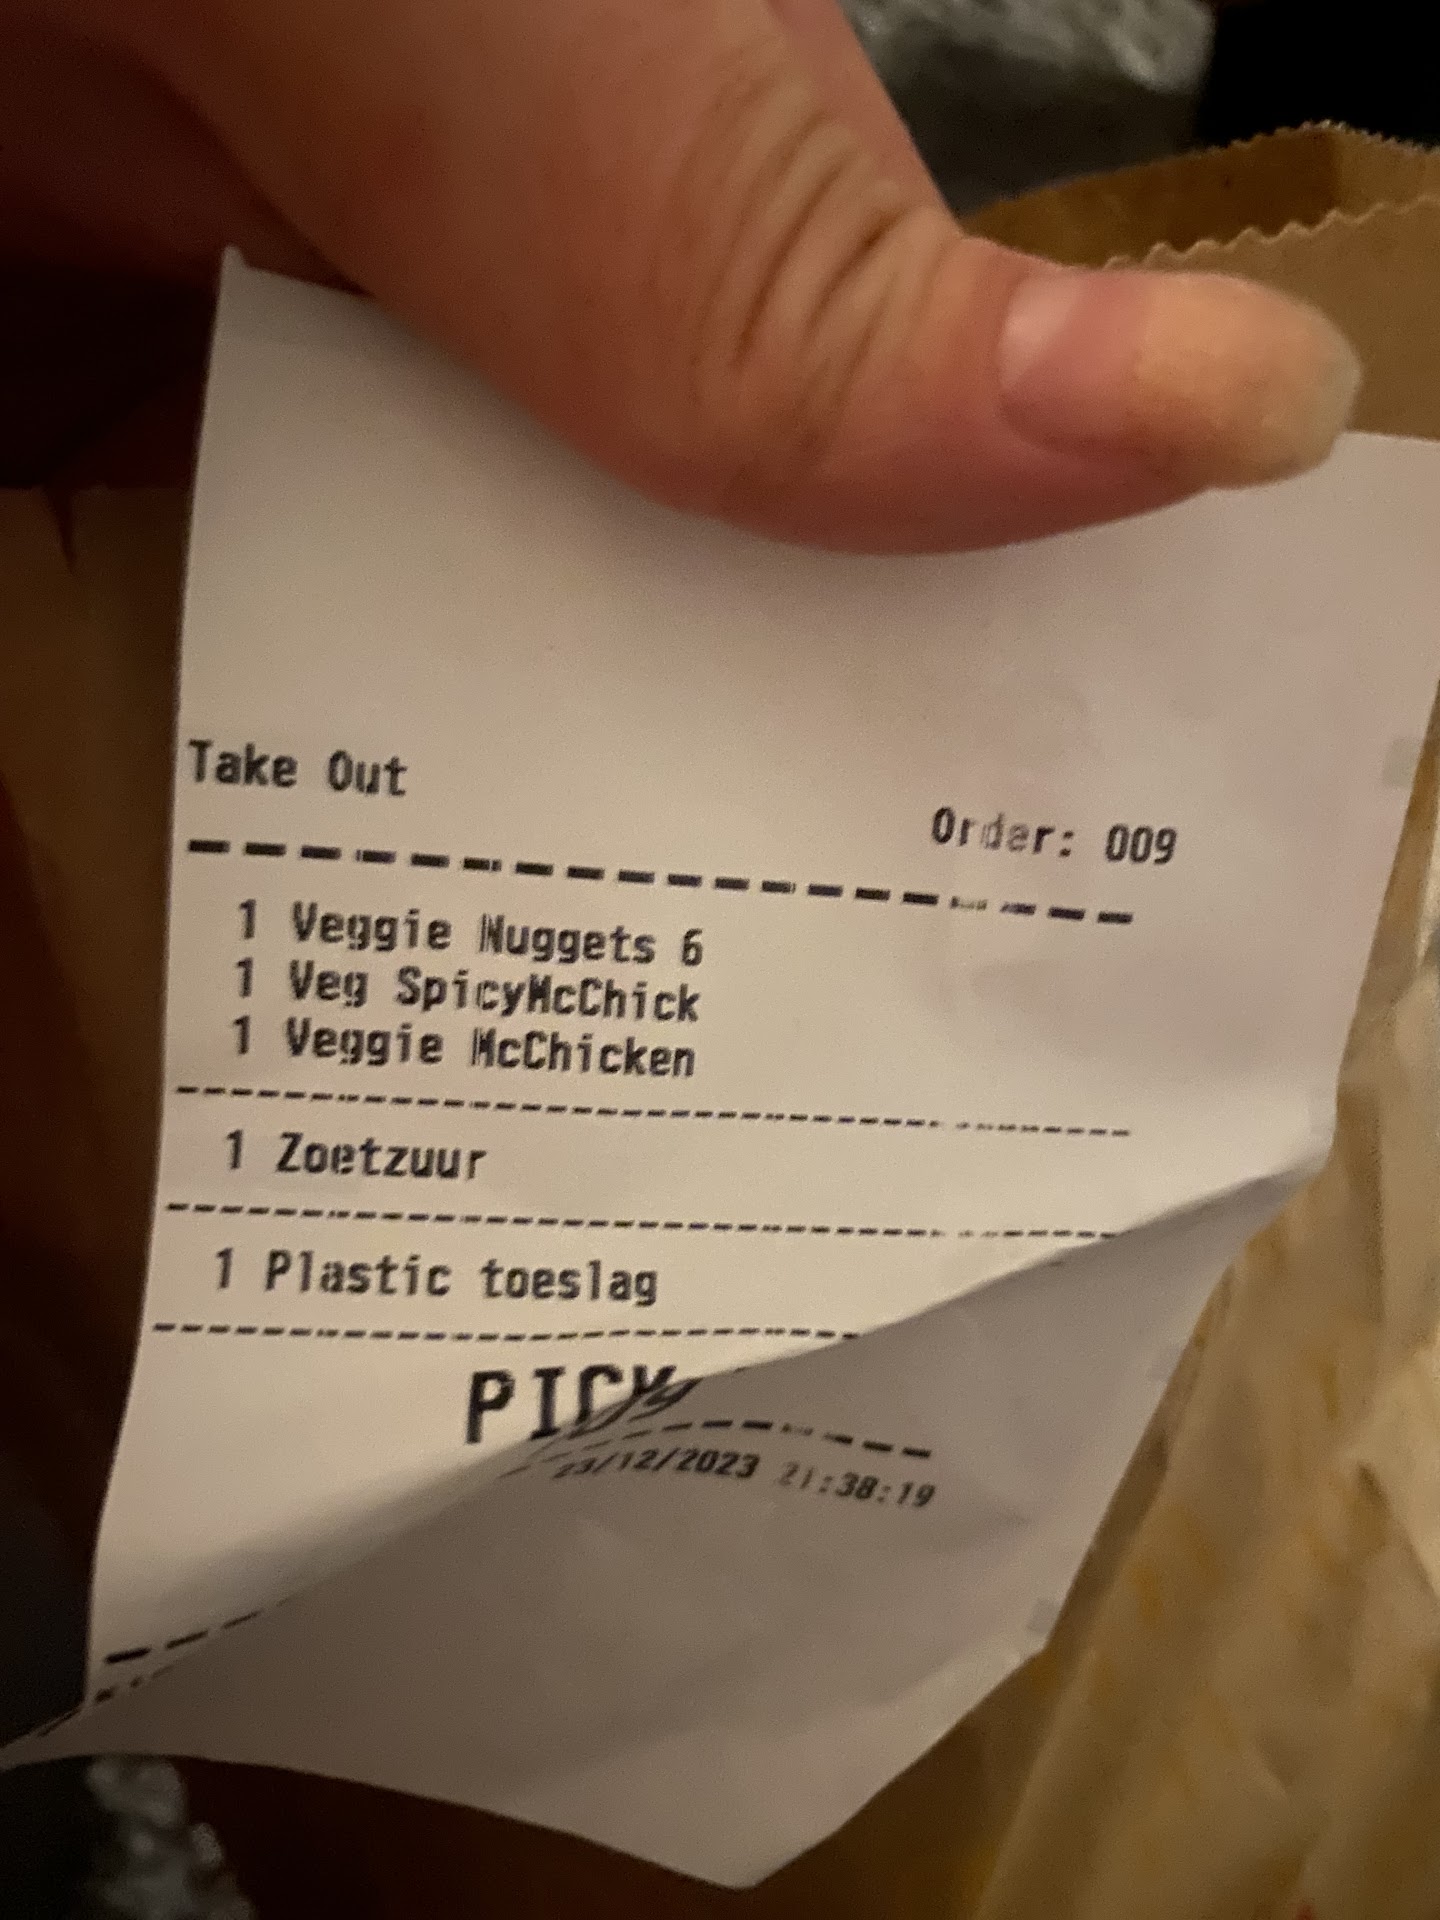 Take Out
Order: 009
1 Veggie Nuggets 6
1 Veg SpicyMcChick
1 Veggie McChicken
1 Zoetzuur
1 Plastic toeslag
23/12/2023 21:38:19